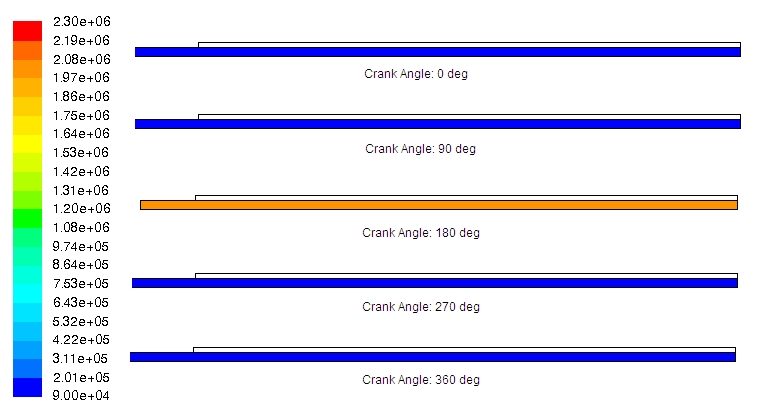 2.30e+06
2.19e+06
2.08e+06
1.97e+06
1.86e+06
1.75e+06
1.64e+06
1.53e+06
1.42e+06
1.31e+06
1.20e+06
1.08e+06
9.74e+05
8.64e+05
7.53e+05
6.43e+05
5.32e+05
4.22e+05
3.11e+05
2.01e+05
9.00e+04
Crank Angle: 0 deg
Crank Angle: 90 deg
Crank Angle: 180 deg
Crank Angle: 270 deg
Crank Angle: 360 deg